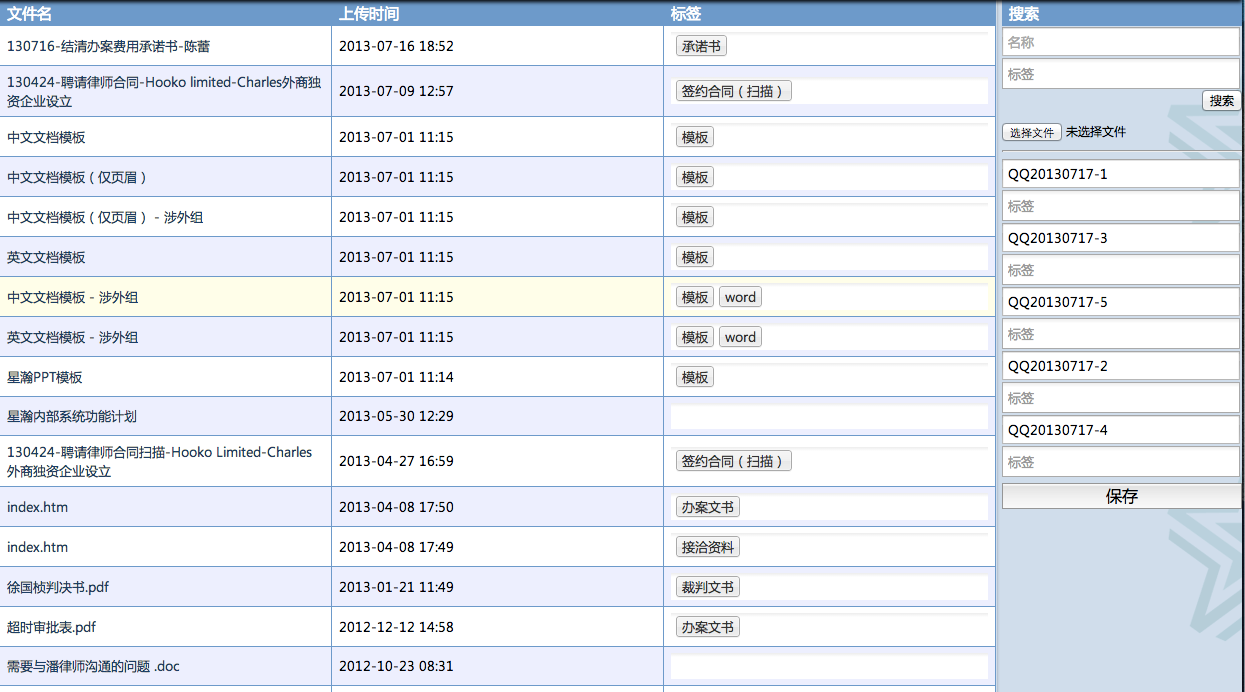 文件名 上传时间 标签
130716-结清办案费用承诺书-陈蕾 2013-07-16 18:52 承诺书
130424-聘请律师合同-Hooko limited-Charles外商独
资企业设立 2013-07-09 12:57 签约合同（扫描）
中文文档模板 2013-07-01 11:15 模板
中文文档模板（仅页眉） 2013-07-01 11:15 模板
中文文档模板（仅页眉） - 涉外组 2013-07-01 11:15 模板
英文文档模板 2013-07-01 11:15 模板
中文文档模板 - 涉外组 2013-07-01 11:15 模板 word
英文文档模板 - 涉外组 2013-07-01 11:15 模板 word
星瀚PPT模板 2013-07-01 11:14 模板
星瀚内部系统功能计划 2013-05-30 12:29
130424-聘请律师合同扫描-Hooko Limited-Charles
外商独资企业设立 2013-04-27 16:59 签约合同（扫描）
index.htm 2013-04-08 17:50 办案文书
index.htm 2013-04-08 17:49 接洽资料
徐国桢判决书.pdf 2013-01-21 11:49 裁判文书
超时审批表.pdf 2012-12-12 14:58 办案文书
需要与潘律师沟通的问题 .doc 2012-10-23 08:31
搜索
名称
标签
搜索
选择文件 未选择文件
QQ20130717-1
标签
QQ20130717-3
标签
QQ20130717-5
标签
QQ20130717-2
标签
QQ20130717-4
标签
保存